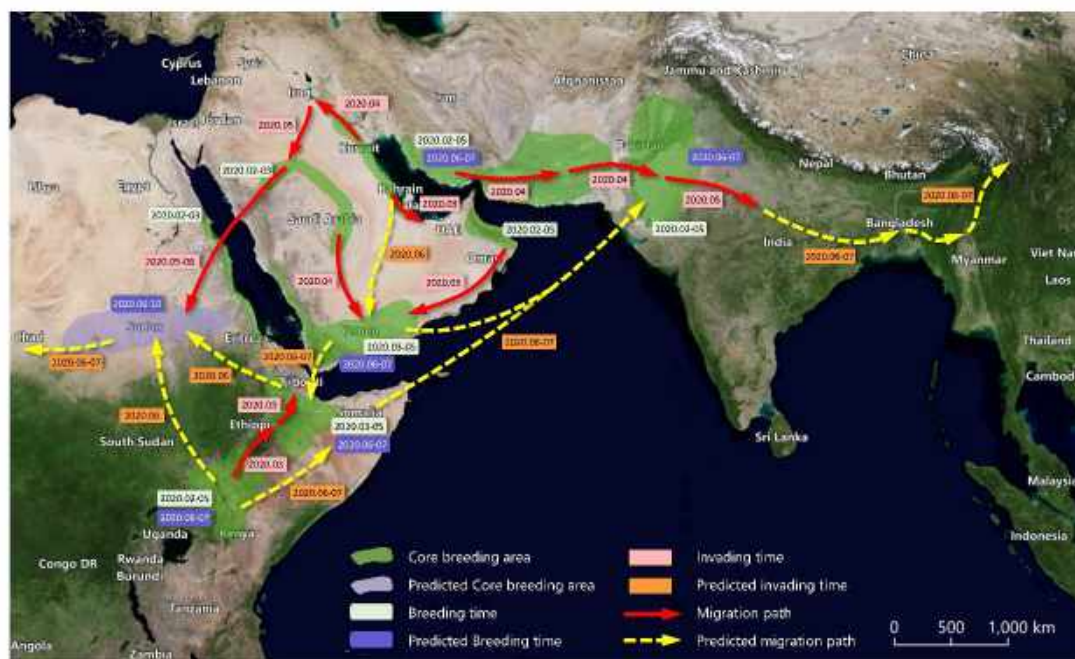 Cyprus
Syria
Lebanon
China
Jammu and Kashmir
Afghanistan
Iraq
Iran
2020.04
Israel
Jordan
2020.05
Kuwait
2020.02-05
2020.06-07
Pakistan
2020.06-07
Nepal
Bhutan
Libya
Egypt
2020.02-03
Bahrain
2020.04
2020.04
2020.05
2020.06-07
2020.02-03
Saudi Arabia
2020.03
UAE
2020.02-05
2020.02-05
Bangladesh
India
Myanmar
Viet Nam
2020.05-06
2020.06
Oman
2020.06-07
Laos
2020.04
2020.03
Sudan
Chad
Eritrea
Yemen
2020.03-05
2020.06-07
Thailand
2020.06-07
2020.06-07
2020.06-07
Djibouti
2020.06
Cambod
2020.03
Somalia
2020.06
Ethiopia
2020.03-05
South Sudan
2020.06-07
Sri Lanka
2020.03
2020.06-07
Malaysia
2020.02-05
2020.06-07
Uganda
Kenya
Indonesia
Congo DR
Rwanda
Burundi
Tanzania
Angola
Zambia
Core breeding area
Invading time
Predicted Core breeding area
Predicted invading time
Breeding time
Migration path
Predicted Breeding time
Predicted migration path
0 500 1,000 km